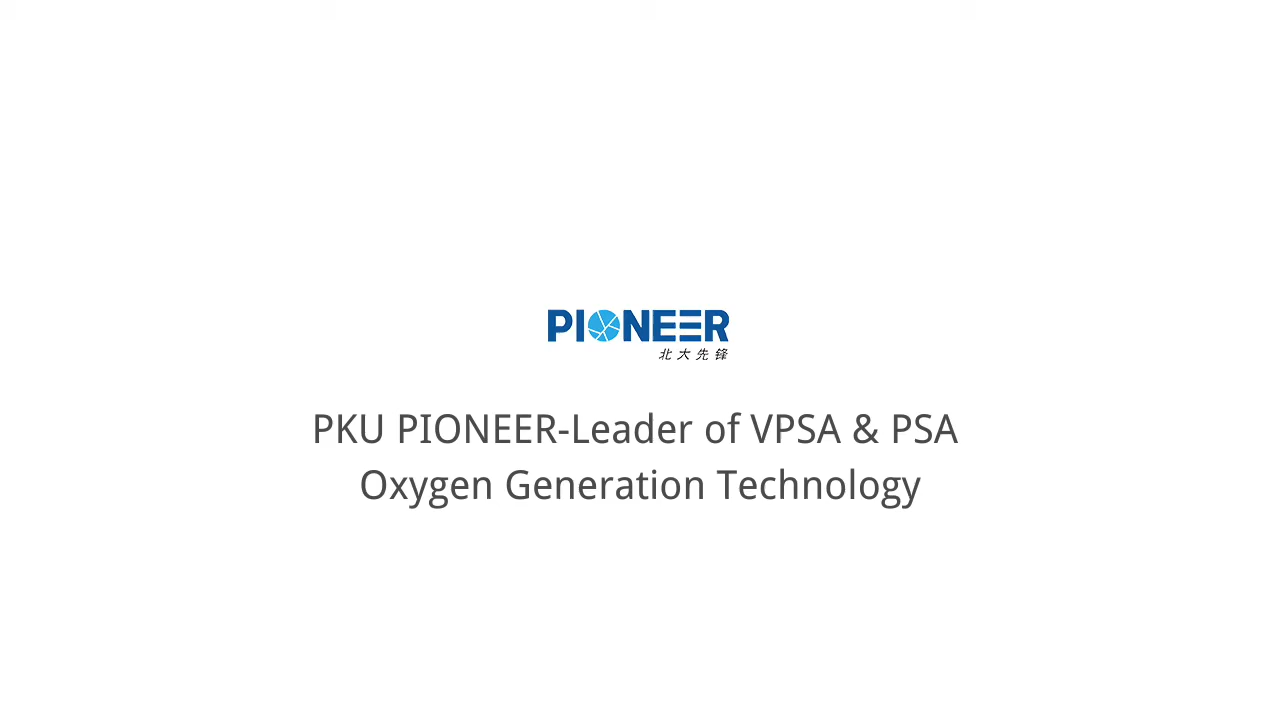 PIONEER
北大先锋
PKU PIONEER-Leader of VPSA & PSA
Oxygen Generation Technology